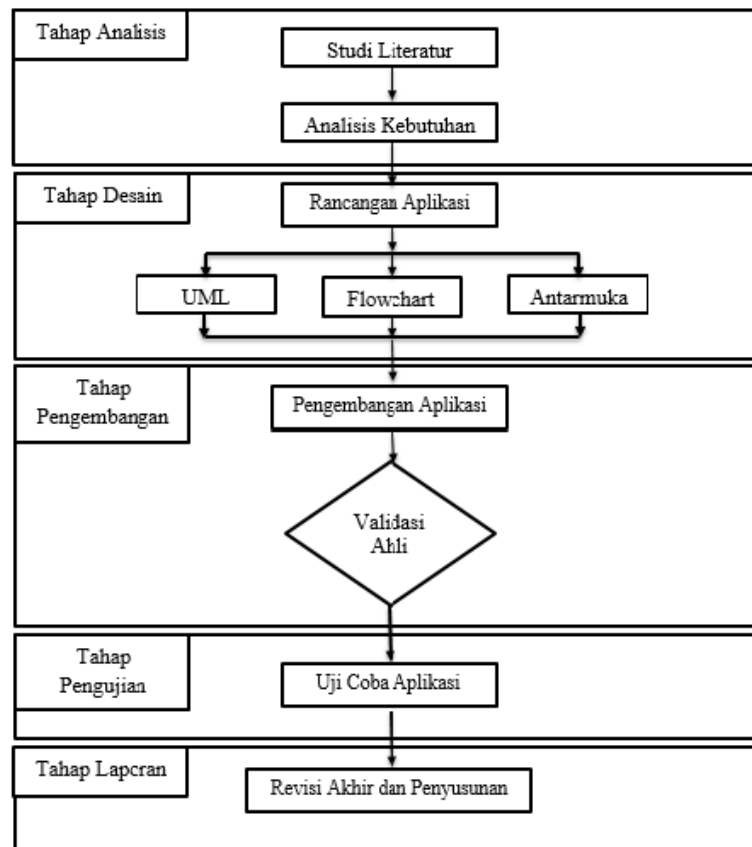 Tahap Analisis
Studi Literatur
Analisis Kebutuhan
Tahap Desain
Rancangan Aplikasi
UML
Flowchart
Antarmuka
Tahap
Pengembangan
Pengembangan Aplikasi
Validasi
Ahli
Tahap
Pengujian
Uji Coba Aplikasi
Tahap Laporan
Revisi Akhir dan Penyusunan